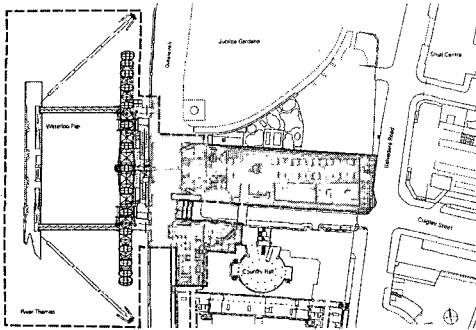 Jubilee Gardens
Shell Centre
Waterloo Pier
Belvedere Road
Chicheley Street
County Hall
River Thames